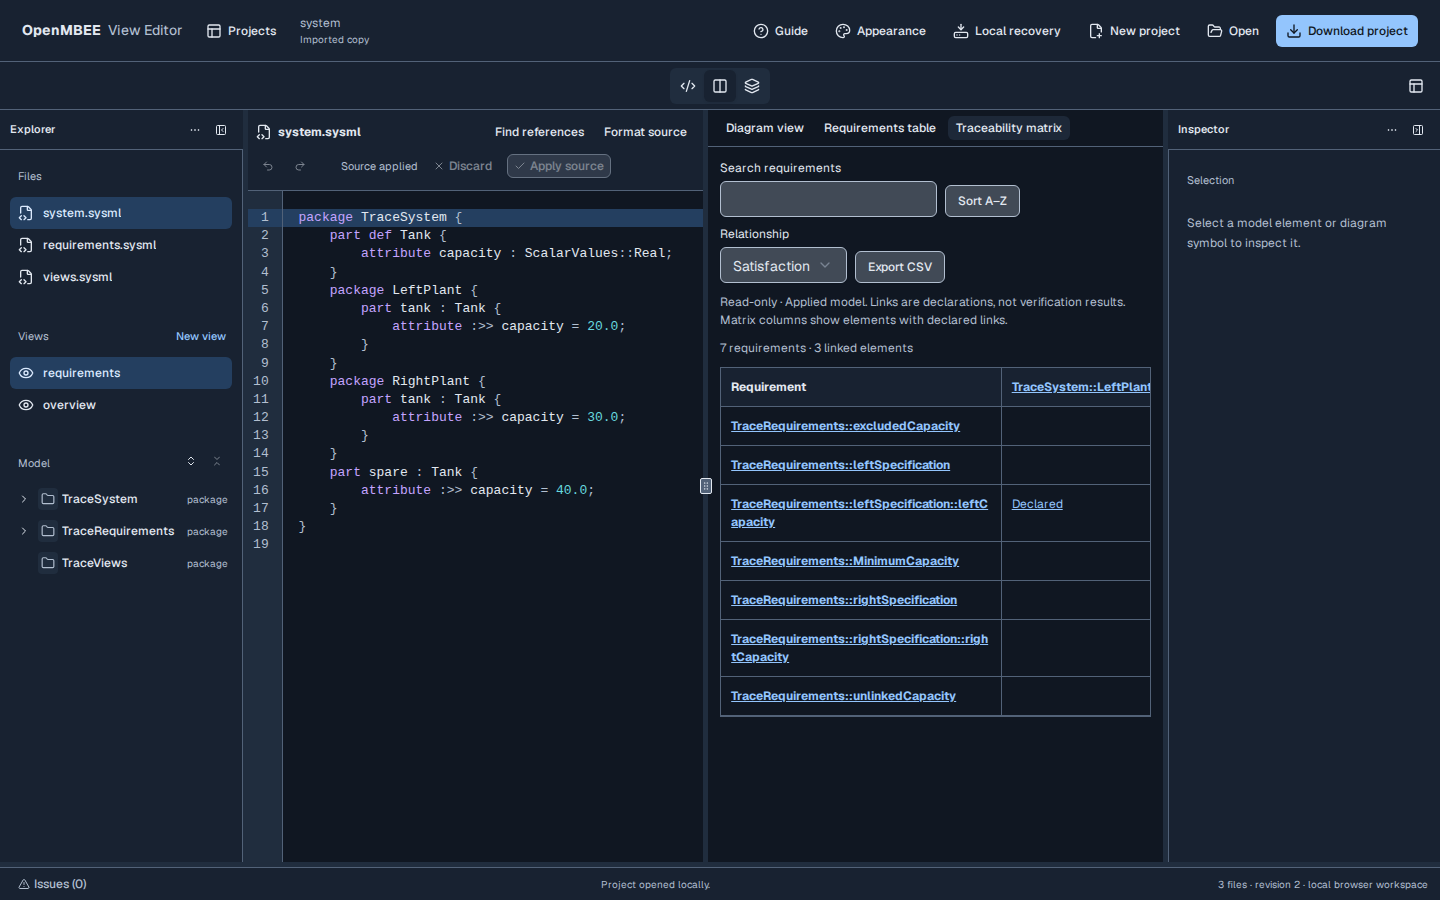 OpenMBEE View Editor
Projects
system
Imported copy
Guide
Appearance
Local recovery
New project
Open
Download project
Explorer
Files
system.sysml
requirements.sysml
views.sysml
Views
New view
requirements
overview
Model
TraceSystem package
TraceRequirements package
TraceViews package
system.sysml
Find references
Format source
Source applied
Discard
Apply source
1 package TraceSystem {
2 part def Tank {
3 attribute capacity : ScalarValues::Real;
4 }
5 package LeftPlant {
6 part tank : Tank {
7 attribute :>> capacity = 20.0;
8 }
9 }
10 package RightPlant {
11 part tank : Tank {
12 attribute :>> capacity = 30.0;
13 }
14 }
15 part spare : Tank {
16 attribute :>> capacity = 40.0;
17 }
18 }
19
Diagram view
Requirements table
Traceability matrix
Search requirements
Sort A–Z
Relationship
Satisfaction
Export CSV
Read-only · Applied model. Links are declarations, not verification results.
Matrix columns show elements with declared links.
7 requirements · 3 linked elements
Requirement
TraceSystem::LeftPlant
TraceRequirements::excludedCapacity
TraceRequirements::leftSpecification
TraceRequirements::leftSpecification::leftC
apacity
Declared
TraceRequirements::MinimumCapacity
TraceRequirements::rightSpecification
TraceRequirements::rightSpecification::righ
tCapacity
TraceRequirements::unlinkedCapacity
Inspector
Selection
Select a model element or diagram
symbol to inspect it.
Issues (0)
Project opened locally.
3 files · revision 2 · local browser workspace